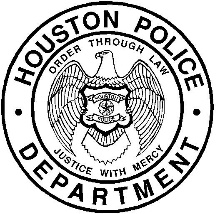 HOUSTON POLICE
ORDER THROUGH LAW
JUSTICE WITH MERCY
DEPARTMENT